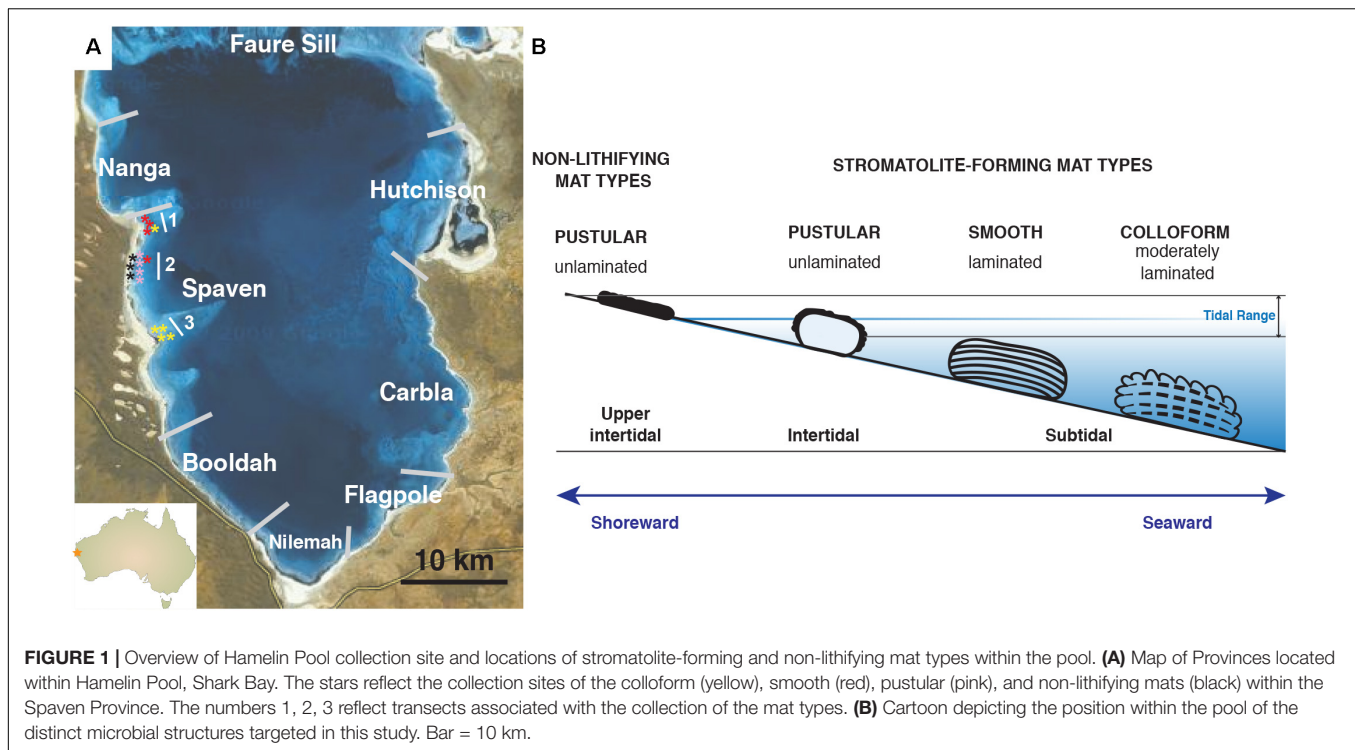 A
Faure Sill
Nanga
Hutchison
1
2
Spaven
3
Carbla
Booldah
Flagpole
Nilemah
10 km
B
NON-LITHIFYING
MAT TYPES
STROMATOLITE-FORMING MAT TYPES
PUSTULAR
unlaminated
PUSTULAR
unlaminated
SMOOTH
laminated
COLLOFORM
moderately
laminated
Tidal Range
Upper
intertidal
Intertidal
Subtidal
Shoreward
Seaward
FIGURE 1 | Overview of Hamelin Pool collection site and locations of stromatolite-forming and non-lithifying mat types within the pool. (A) Map of Provinces located
within Hamelin Pool, Shark Bay. The stars reflect the collection sites of the colloform (yellow), smooth (red), pustular (pink), and non-lithifying mats (black) within the
Spaven Province. The numbers 1, 2, 3 reflect transects associated with the collection of the mat types. (B) Cartoon depicting the position within the pool of the
distinct microbial structures targeted in this study. Bar = 10 km.